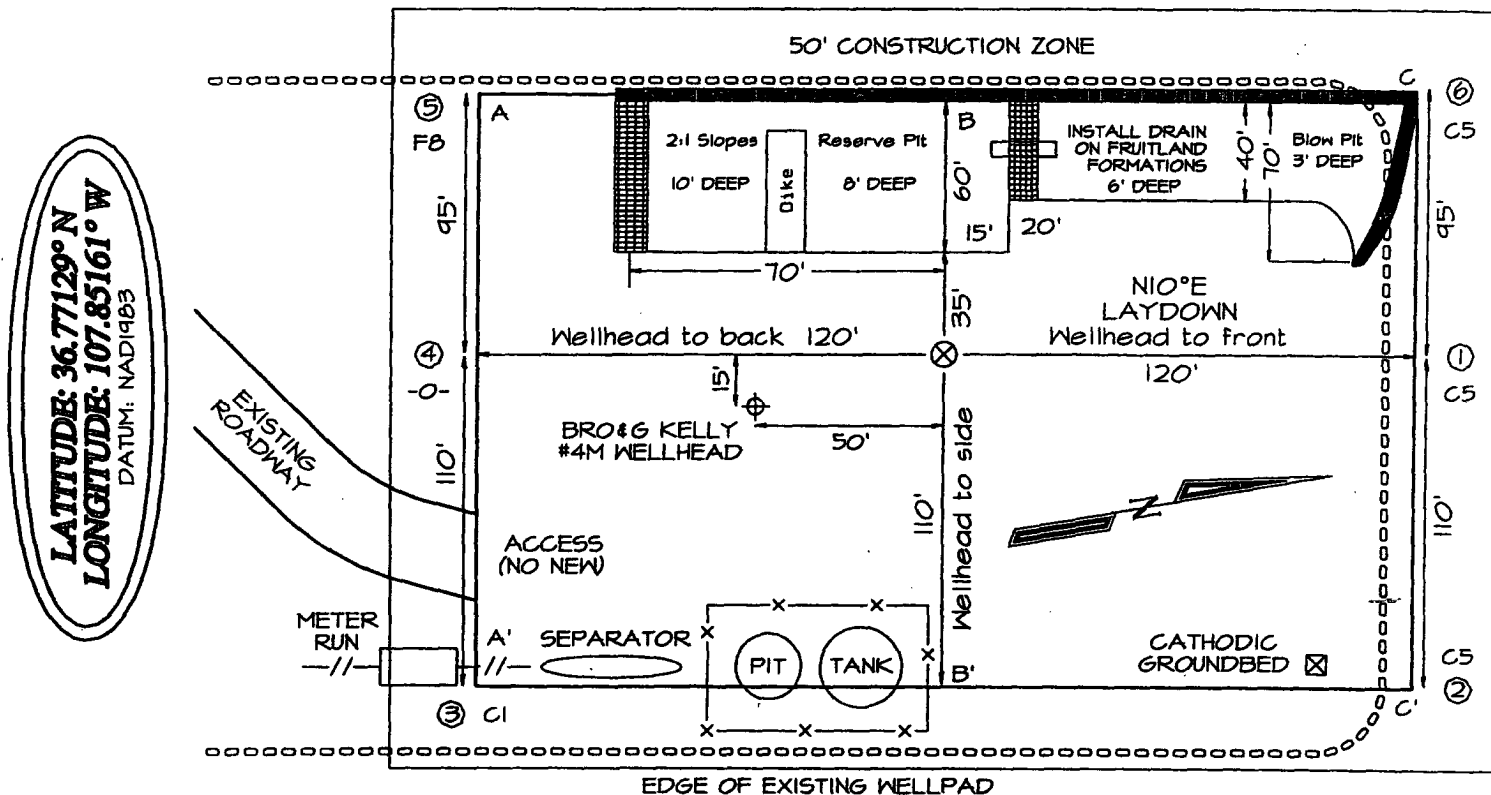 50' CONSTRUCTION ZONE
LATITUDE: 36.77129° N
LONGITUDE: 107.85161° W
DATUM: NAD1983
5
F8
A
2:1 Slopes
10' DEEP
Dike
Reserve Pit
8' DEEP
B
60'
15'
INSTALL DRAIN
ON FRUITLAND
FORMATIONS
6' DEEP
40'
70'
Blow Pit
3' DEEP
C
6
C5
95'
20'
95'
70'
35'
N10°E
LAYDOWN
Wellhead to back 120'
Wellhead to front
120'
4
-0-
1
C5
15'
50'
BRO&G KELLY
#4M WELLHEAD
EXISTING
ROADWAY
110'
110'
Wellhead to side
N
110'
ACCESS
(NO NEW)
METER
RUN
A'
SEPARATOR
PIT
TANK
B'
CATHODIC
GROUNDBED
C5
2
C'
3
C1
EDGE OF EXISTING WELLPAD